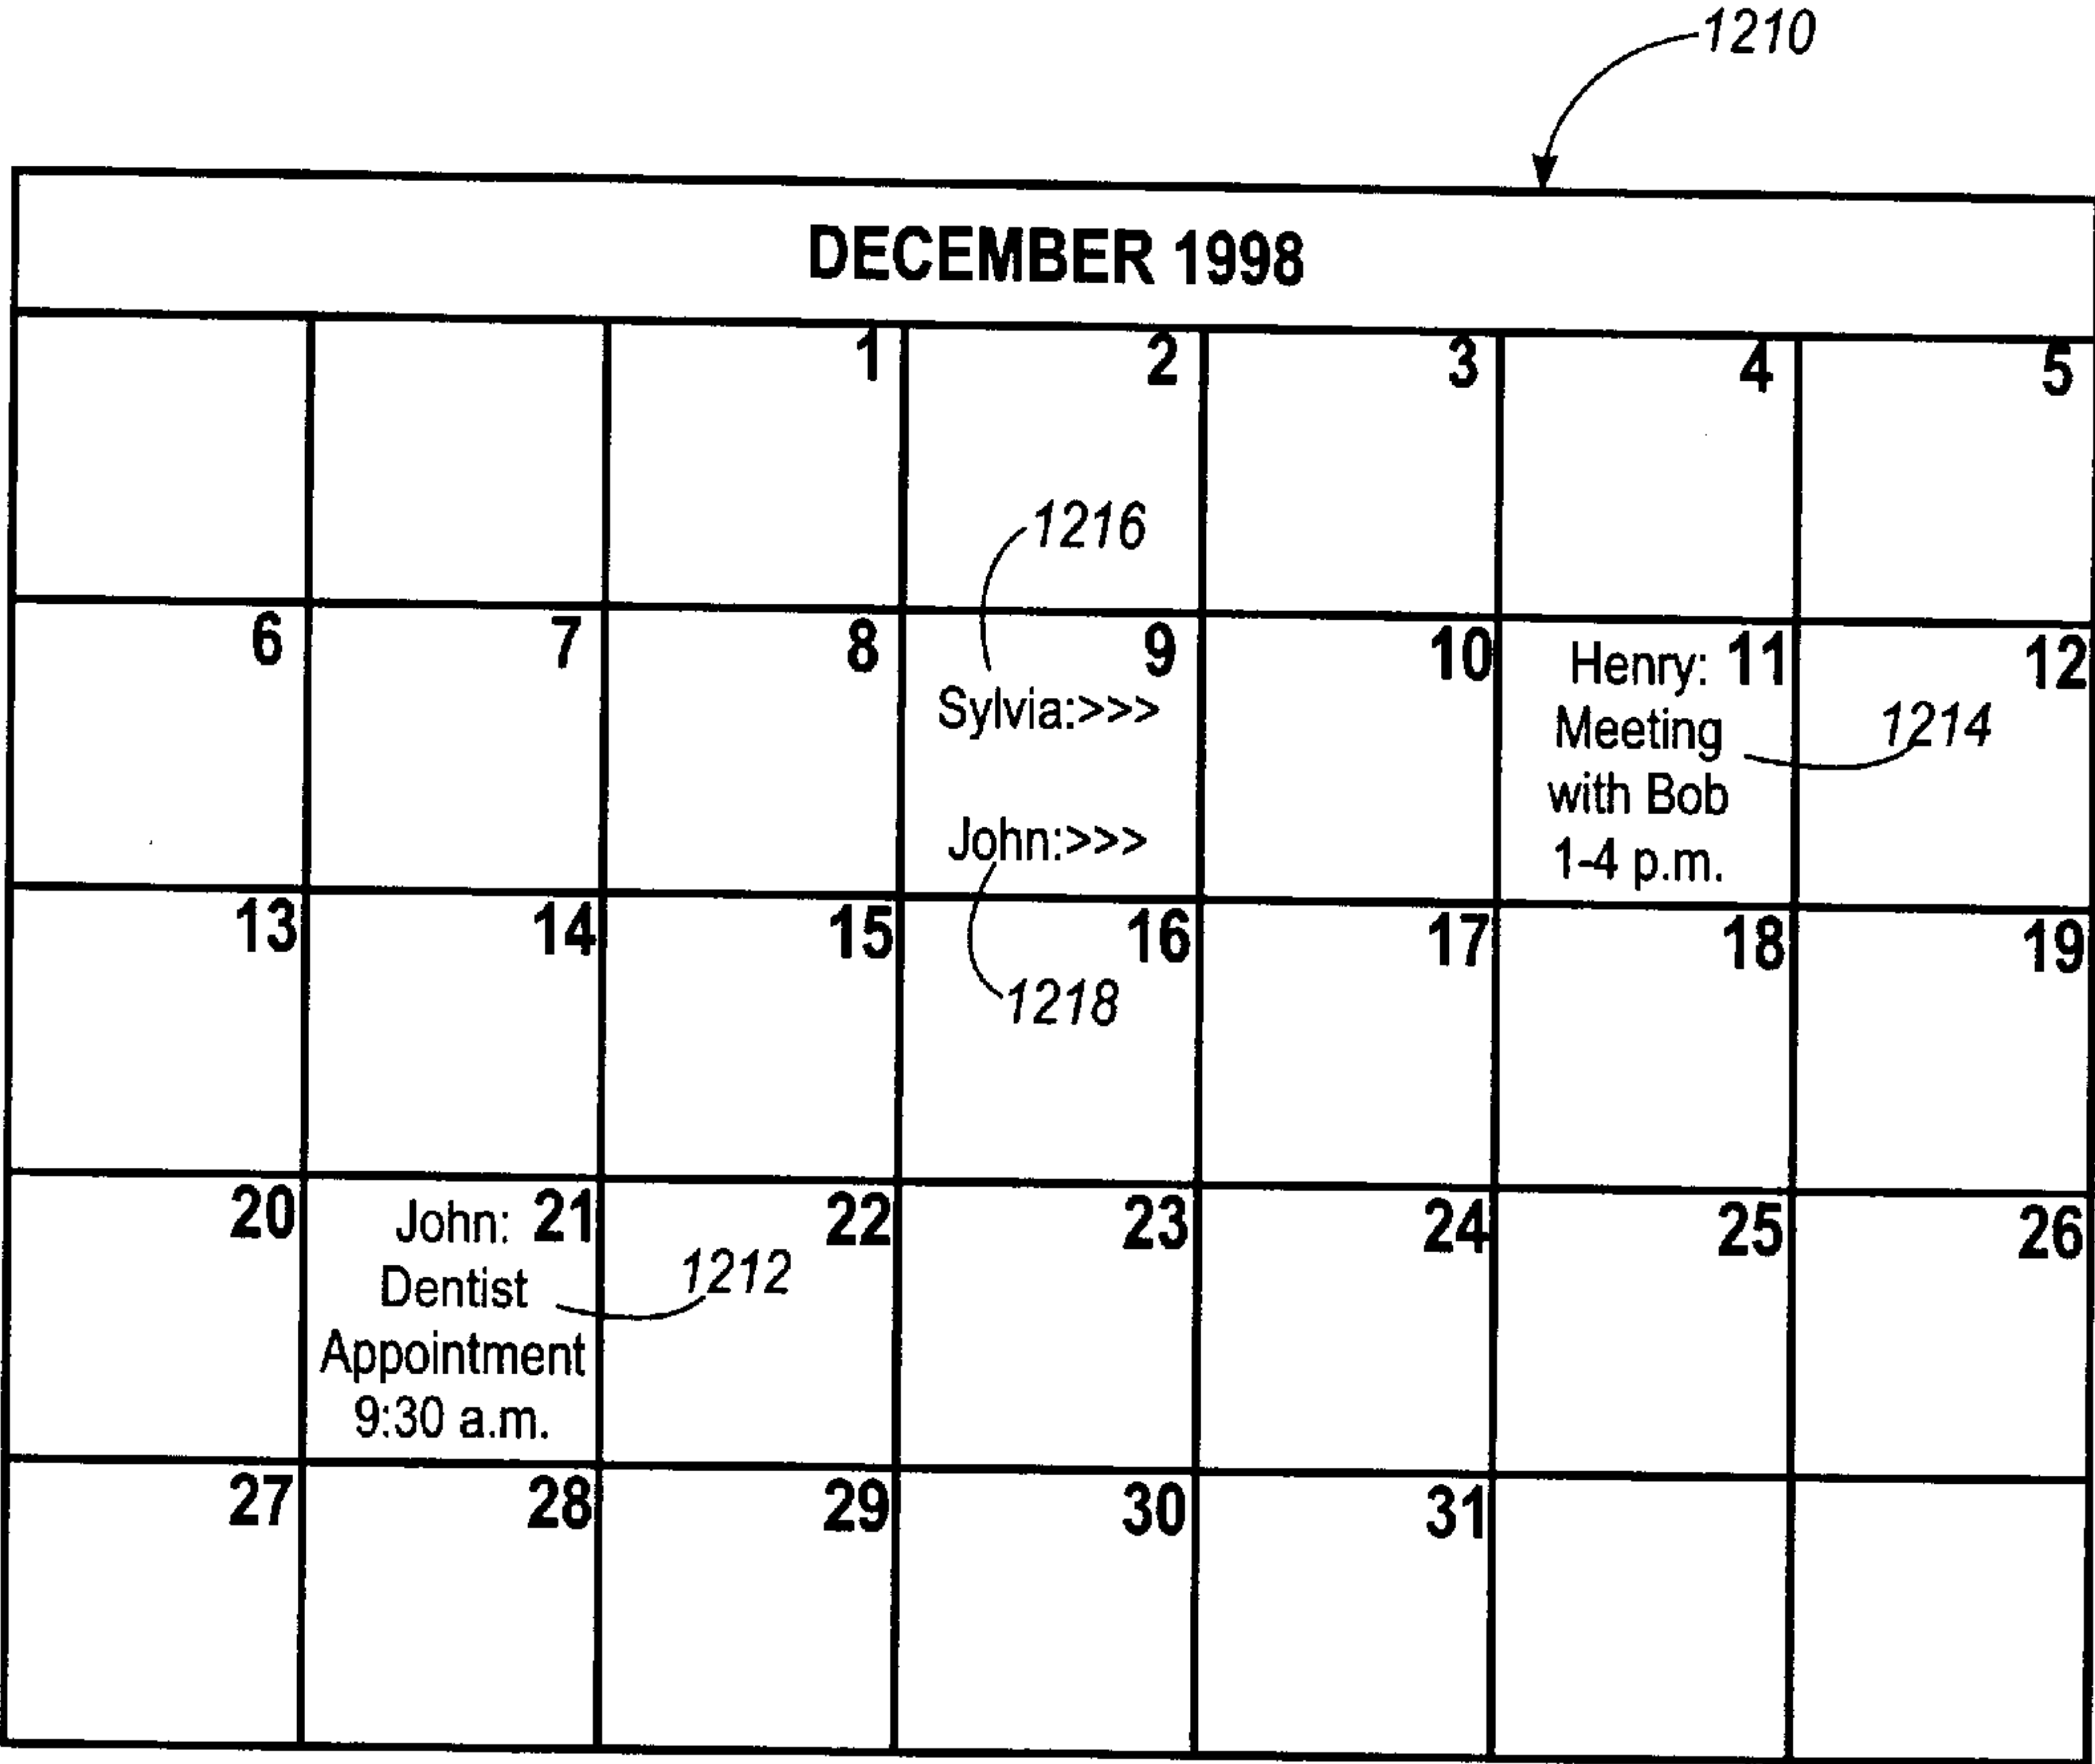 1210
DECEMBER 1998
1 2 3 4 5
1216
6 7 8 9 10 11 12
Henry:
Sylvia:>>>
Meeting
1214
with Bob
John:>>>
1-4 p.m.
13 14 15 16 17 18 19
1218
20 21 22 23 24 25 26
John:
Dentist
1212
Appointment
9:30 a.m.
27 28 29 30 31